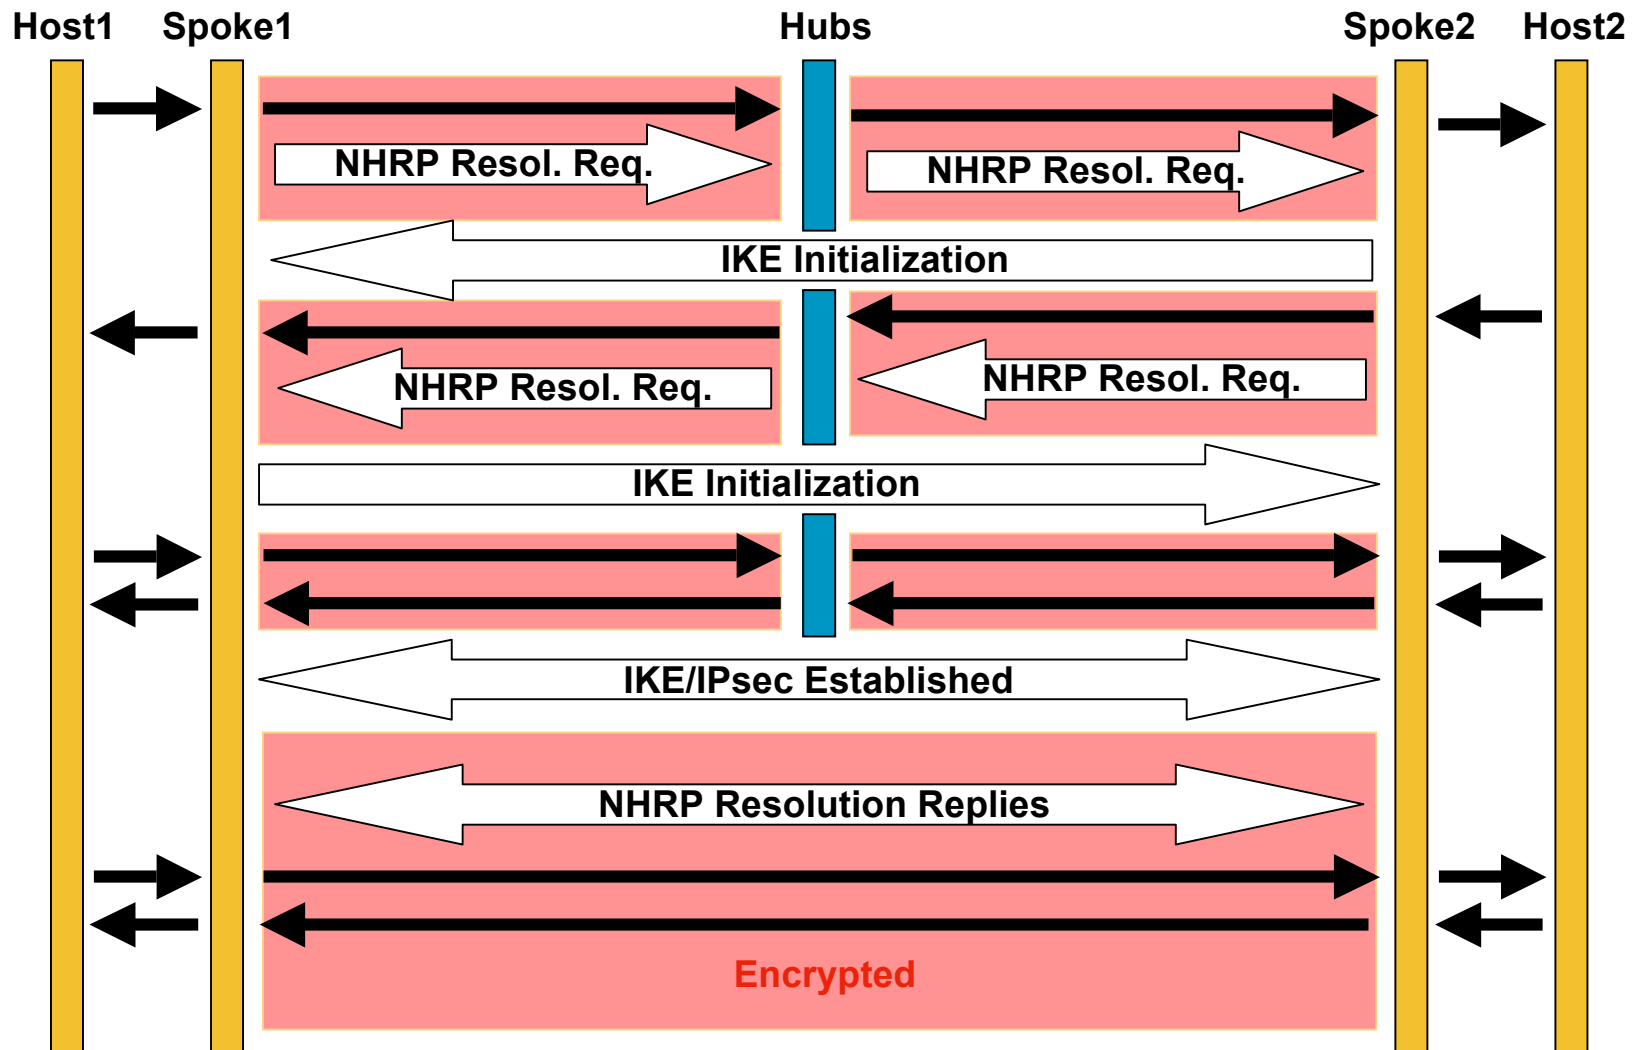 Host1 Spoke1 Hubs Spoke2 Host2
NHRP Resol. Req. NHRP Resol. Req.
IKE Initialization
NHRP Resol. Req. NHRP Resol. Req.
IKE Initialization
IKE/IPsec Established
NHRP Resolution Replies
Encrypted